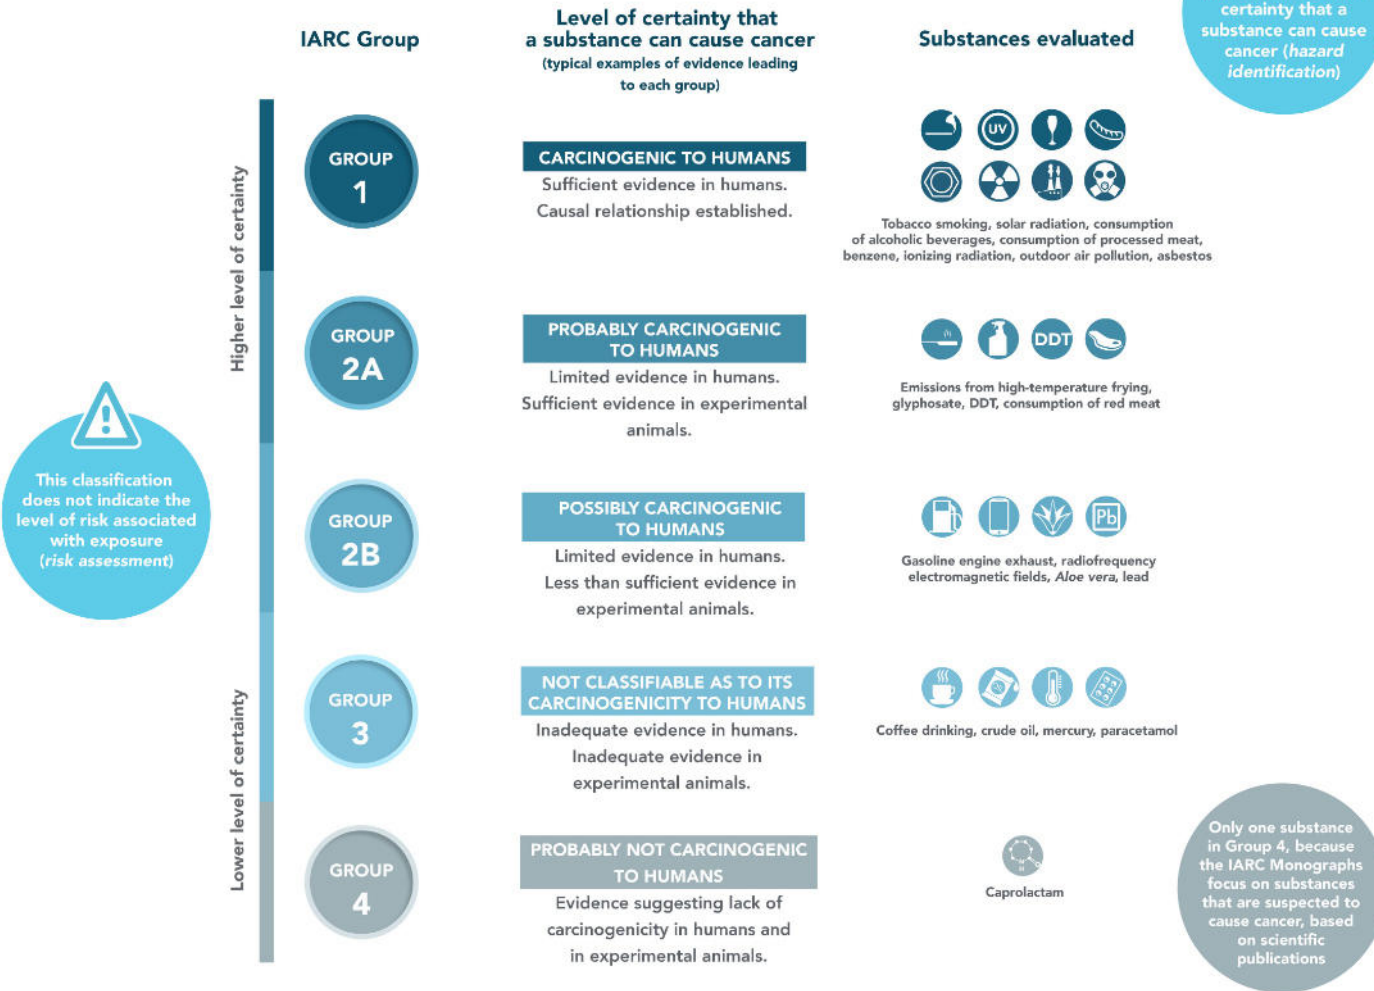 IARC Group
Level of certainty that
a substance can cause cancer
(typical examples of evidence leading
to each group)
Substances evaluated
certainty that a
substance can cause
cancer (hazard
identification)
Higher level of certainty
Lower level of certainty
GROUP
1
CARCINOGENIC TO HUMANS
Sufficient evidence in humans.
Causal relationship established.
UV
Tobacco smoking, solar radiation, consumption
of alcoholic beverages, consumption of processed meat,
benzene, ionizing radiation, outdoor air pollution, asbestos
GROUP
2A
PROBABLY CARCINOGENIC
TO HUMANS
Limited evidence in humans.
Sufficient evidence in experimental
animals.
DDT
Emissions from high-temperature frying,
glyphosate, DDT, consumption of red meat
This classification
does not indicate the
level of risk associated
with exposure
(risk assessment)
GROUP
2B
POSSIBLY CARCINOGENIC
TO HUMANS
Limited evidence in humans.
Less than sufficient evidence in
experimental animals.
Pb
Gasoline engine exhaust, radiofrequency
electromagnetic fields, Aloe vera, lead
GROUP
3
NOT CLASSIFIABLE AS TO ITS
CARCINOGENICITY TO HUMANS
Inadequate evidence in humans.
Inadequate evidence in
experimental animals.
Coffee drinking, crude oil, mercury, paracetamol
GROUP
4
PROBABLY NOT CARCINOGENIC
TO HUMANS
Evidence suggesting lack of
carcinogenicity in humans and
in experimental animals.
Caprolactam
Only one substance
in Group 4, because
the IARC Monographs
focus on substances
that are suspected to
cause cancer, based
on scientific
publications